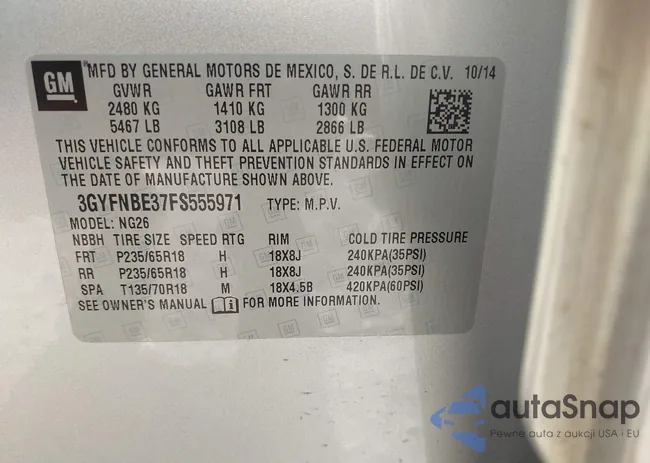 GM
MFD BY GENERAL MOTORS DE MEXICO, S. DE R.L. DE C.V. 10/14
GVWR GAWR FRT GAWR RR
2480 KG 1410 KG 1300 KG
5467 LB 3108 LB 2866 LB
THIS VEHICLE CONFORMS TO ALL APPLICABLE U.S. FEDERAL MOTOR
VEHICLE SAFETY AND THEFT PREVENTION STANDARDS IN EFFECT ON
THE DATE OF MANUFACTURE SHOWN ABOVE.
3GYFNBE37FS555971 TYPE: M.P.V.
MODEL: NG26
NBBH TIRE SIZE SPEED RTG RIM COLD TIRE PRESSURE
FRT P235/65R18 H 18X8J 240KPA(35PSI)
RR P235/65R18 H 18X8J 240KPA(35PSI)
SPA T135/70R18 M 18X4.5B 420KPA(60PSI)
SEE OWNER'S MANUAL FOR MORE INFORMATION.
autaSnap
Pewne auta z aukcji USA i EU